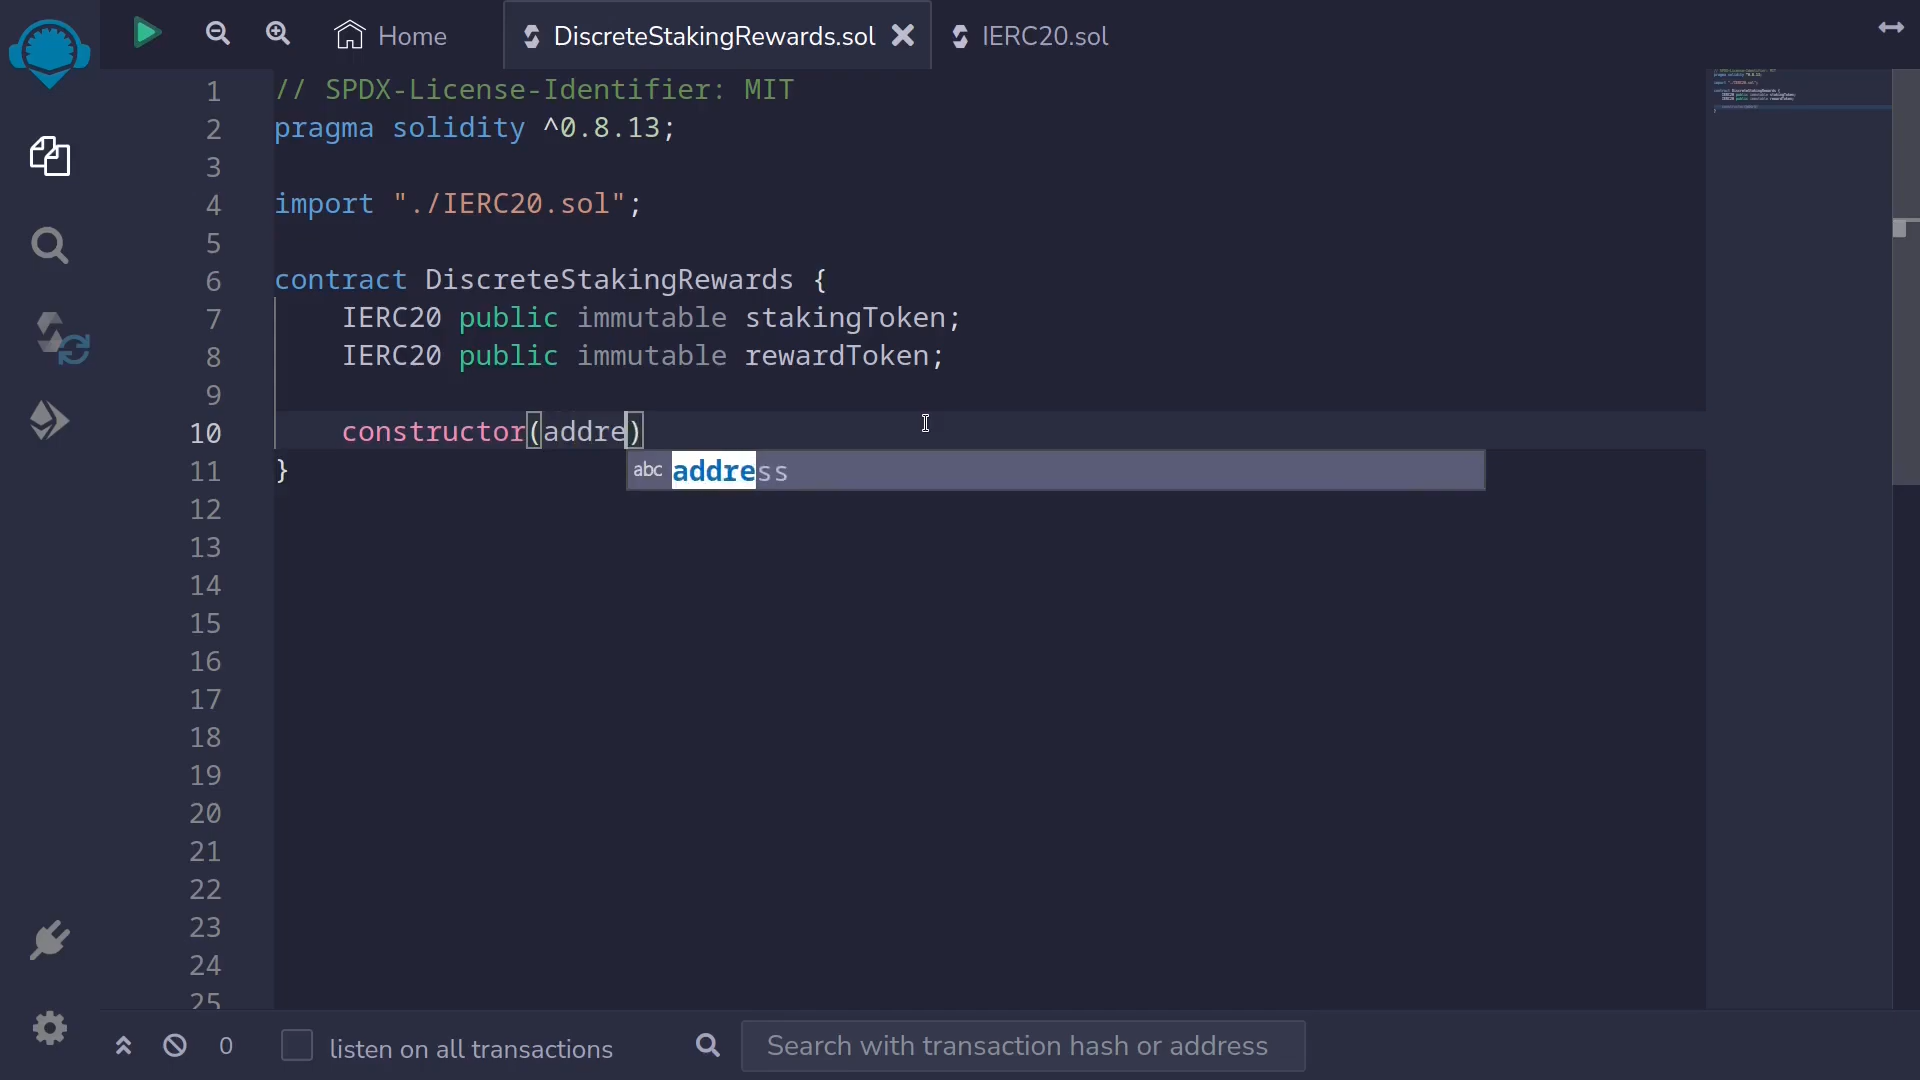 Home
DiscreteStakingRewards.sol
IERC20.sol
1 // SPDX-License-Identifier: MIT
2 pragma solidity ^0.8.13;
3
4 import "./IERC20.sol";
5
6 contract DiscreteStakingRewards {
7 IERC20 public immutable stakingToken;
8 IERC20 public immutable rewardToken;
9
10 constructor(addre)
abc address
11 }
12
13
14
15
16
17
18
19
20
21
22
23
24
25
0 listen on all transactions Search with transaction hash or address